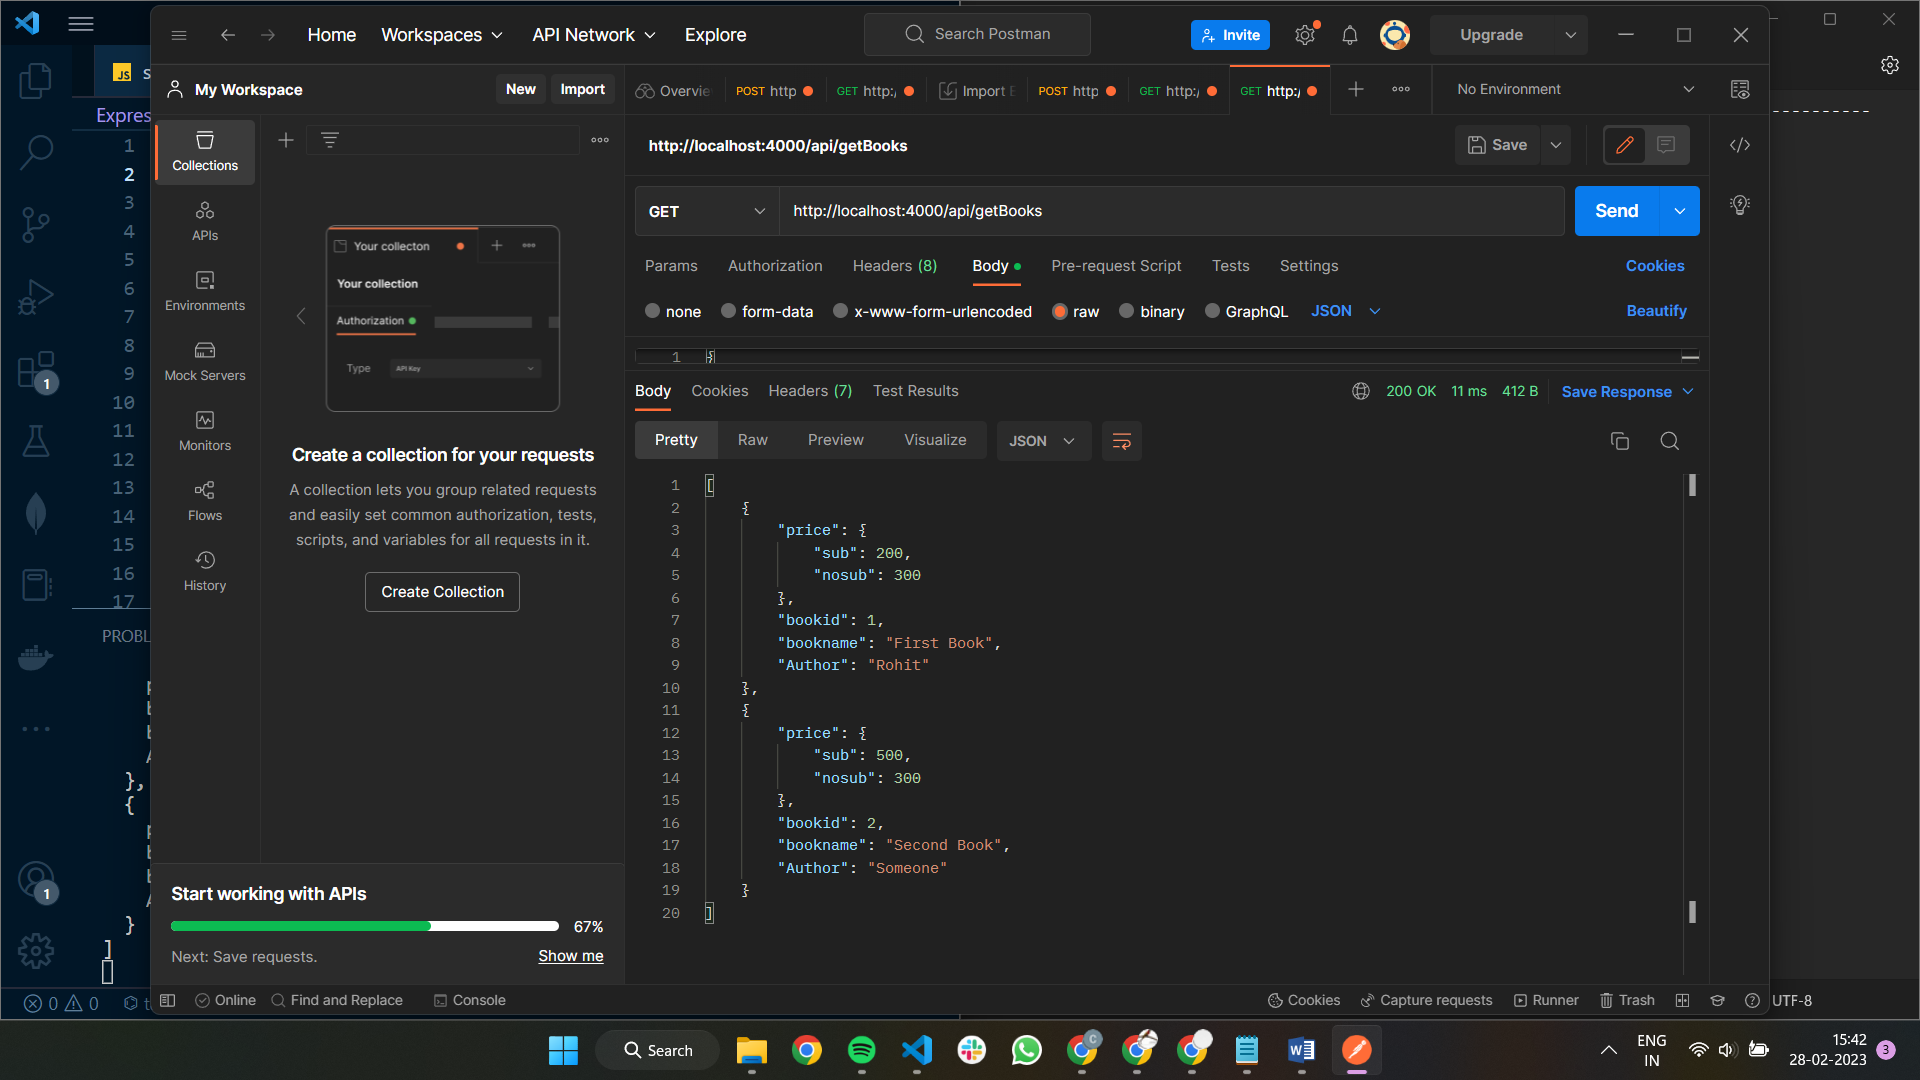 Home
Workspaces
API Network
Explore
Search Postman
Invite
Upgrade
JS
My Workspace
New
Import
POST http
GET http:/
Import
POST http
GET http:/
GET http:/
No Environment
Expres
Collections
APIs
Environments
Mock Servers
Monitors
Flows
History
1
2
3
4
5
6
7
8
9
10
11
12
13
14
15
16
17
PROBL
},
{
}
]
1
1
Your collecton
Your collection
Authorization
Type
API Key
Create a collection for your requests
A collection lets you group related requests
and easily set common authorization, tests,
scripts, and variables for all requests in it.
Create Collection
Start working with APIs
67%
Next: Save requests.
Show me
http://localhost:4000/api/getBooks
Save
GET
http://localhost:4000/api/getBooks
Send
Params
Authorization
Headers (8)
Body
Pre-request Script
Tests
Settings
Cookies
none
form-data
x-www-form-urlencoded
raw
binary
GraphQL
JSON
Beautify
1 {
Body
Cookies
Headers (7)
Test Results
200 OK
11 ms
412 B
Save Response
Pretty
Raw
Preview
Visualize
JSON
1 [
2 {
3 "price": {
4 "sub": 200,
5 "nosub": 300
6 },
7 "bookid": 1,
8 "bookname": "First Book",
9 "Author": "Rohit"
10 },
11 {
12 "price": {
13 "sub": 500,
14 "nosub": 300
15 },
16 "bookid": 2,
17 "bookname": "Second Book",
18 "Author": "Someone"
19 }
20 ]
0
0
Online
Find and Replace
Console
Cookies
Capture requests
Runner
Trash
UTF-8
Search
ENG
IN
15:42
28-02-2023
3